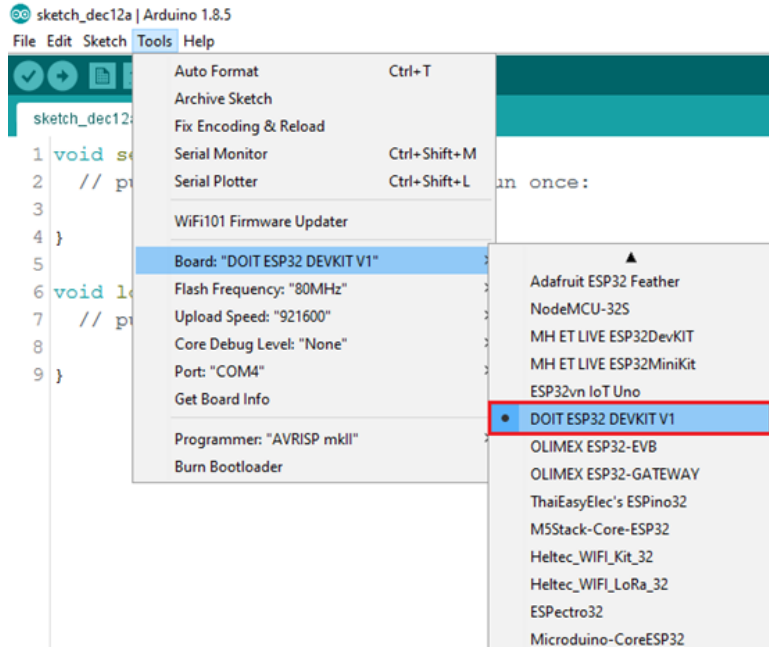 sketch_dec12a | Arduino 1.8.5
File Edit Sketch Tools Help
sketch_dec12a
Auto Format Ctrl+T
Archive Sketch
Fix Encoding & Reload
Serial Monitor Ctrl+Shift+M
Serial Plotter Ctrl+Shift+L
WiFi101 Firmware Updater
Board: "DOIT ESP32 DEVKIT V1"
Flash Frequency: "80MHz"
Upload Speed: "921600"
Core Debug Level: "None"
Port: "COM4"
Get Board Info
Programmer: "AVRISP mkII"
Burn Bootloader
1 void
2 // un once:
3
4 }
5
6 void
7 //
8
9 }
Adafruit ESP32 Feather
NodeMCU-32S
MH ET LIVE ESP32DevKIT
MH ET LIVE ESP32MiniKit
ESP32vn IoT Uno
DOIT ESP32 DEVKIT V1
OLIMEX ESP32-EVB
OLIMEX ESP32-GATEWAY
ThaiEasyElec's ESPino32
M5Stack-Core-ESP32
Heltec_WIFI_Kit_32
Heltec_WIFI_LoRa_32
ESPectro32
Microduino-CoreESP32